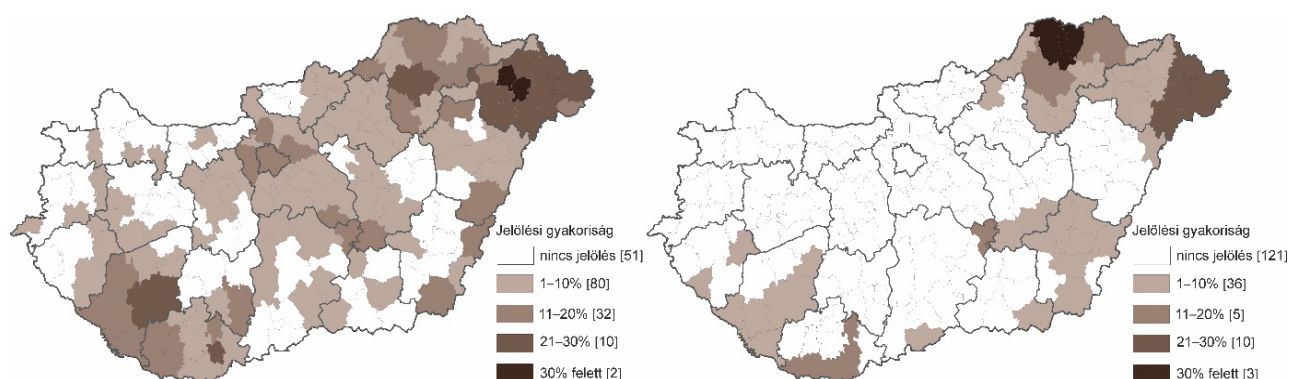 Jelölési gyakoriság
nincs jelölés [51]
1–10% [80]
11–20% [32]
21–30% [10]
30% felett [2]
Jelölési gyakoriság
nincs jelölés [121]
1–10% [36]
11–20% [5]
21–30% [10]
30% felett [3]